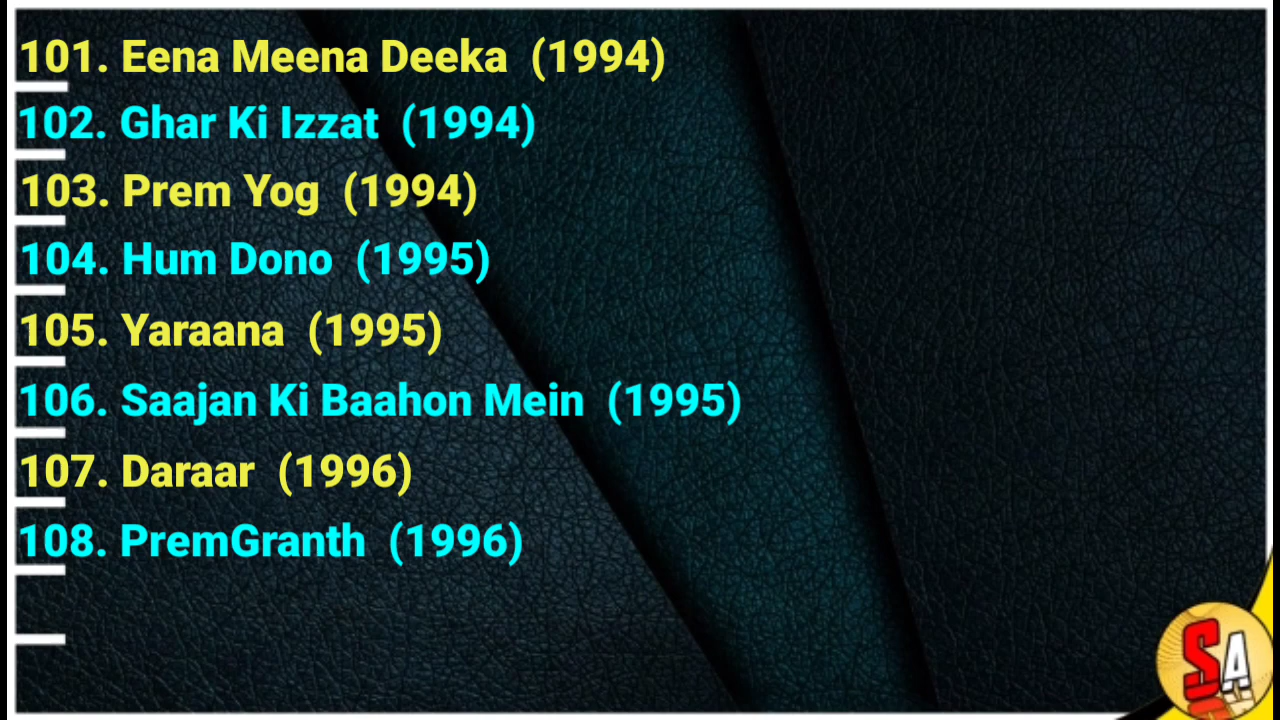 101. Eena Meena Deeka (1994)
102. Ghar Ki Izzat (1994)
103. Prem Yog (1994)
104. Hum Dono (1995)
105. Yaraana (1995)
106. Saajan Ki Baahon Mein (1995)
107. Daraar (1996)
108. PremGranth (1996)
SA